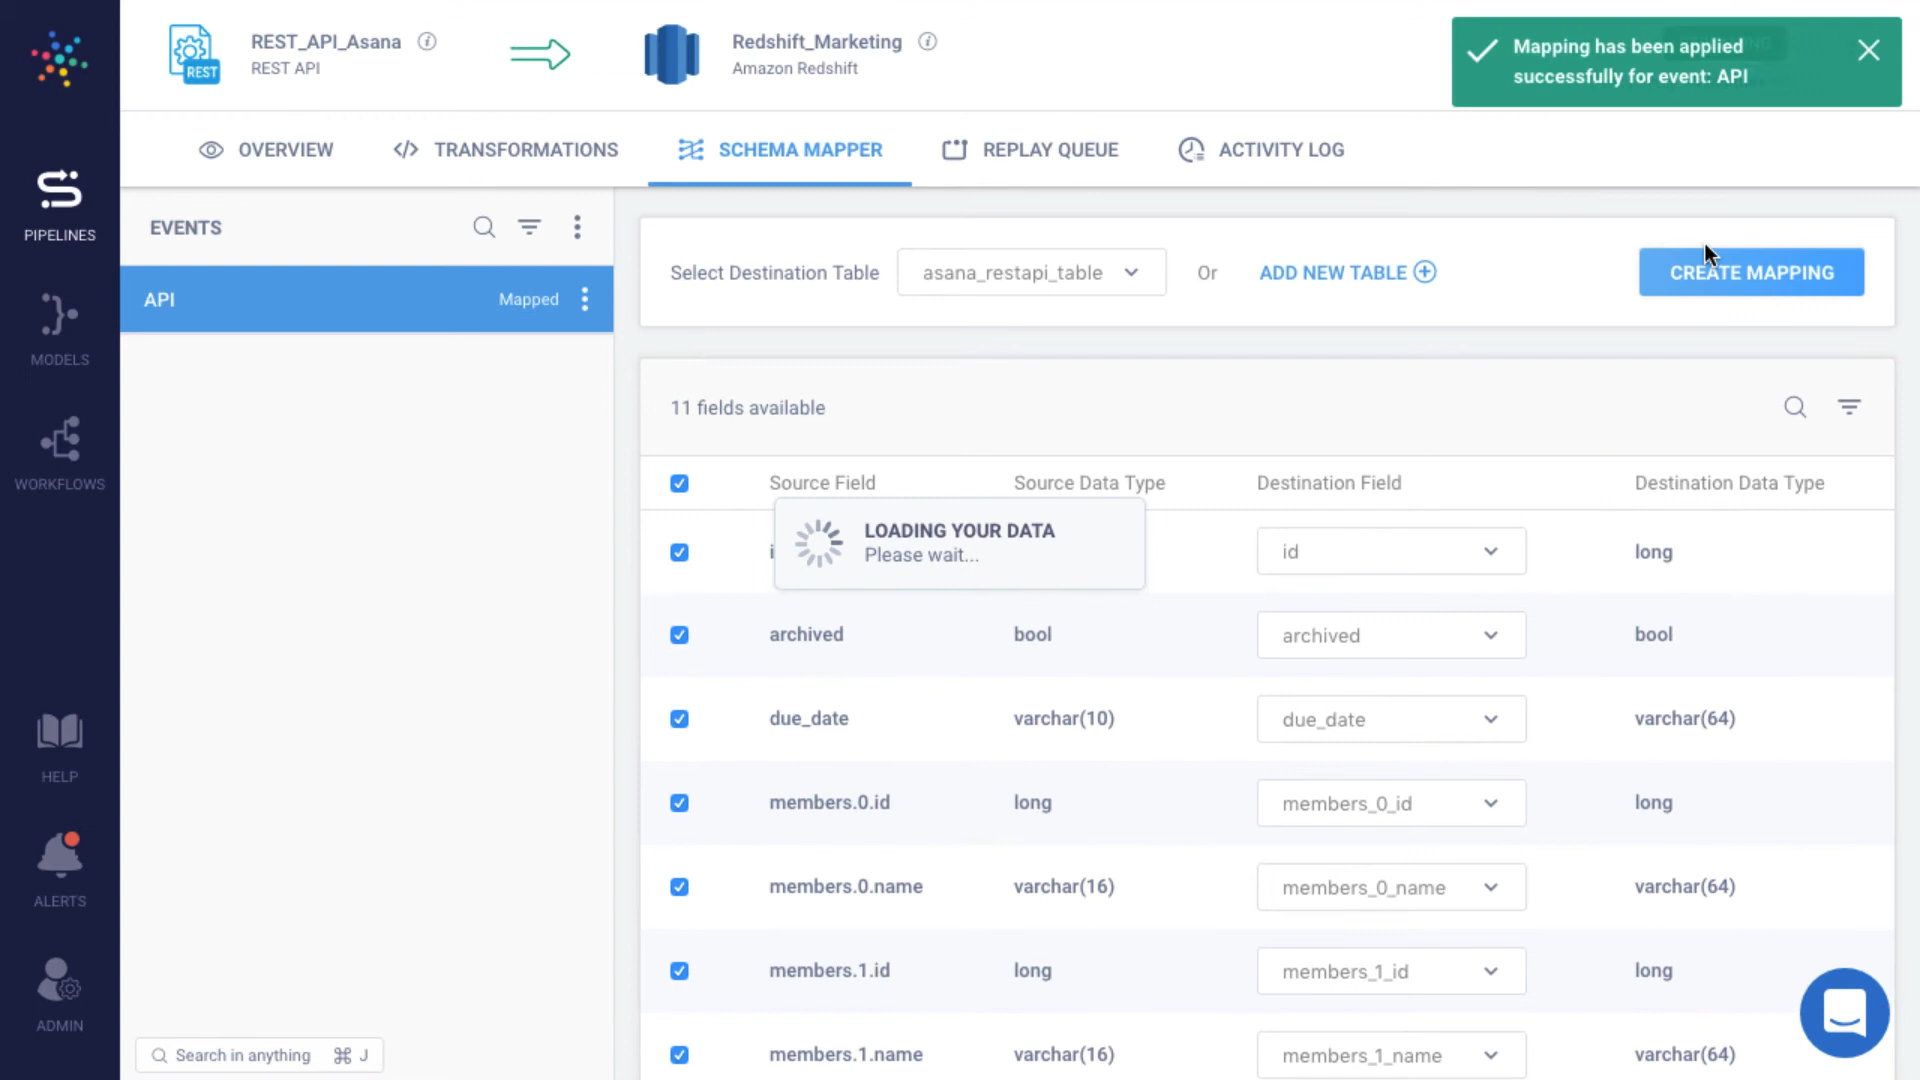 REST_API_Asana
REST API
REST
Redshift_Marketing
Amazon Redshift
Mapping has been applied
successfully for event: API
OVERVIEW
TRANSFORMATIONS
SCHEMA MAPPER
REPLAY QUEUE
ACTIVITY LOG
PIPELINES
MODELS
WORKFLOWS
HELP
ALERTS
ADMIN
EVENTS
API Mapped
Search in anything ⌘ J
Select Destination Table asana_restapi_table Or ADD NEW TABLE CREATE MAPPING
11 fields available
Source Field Source Data Type Destination Field Destination Data Type
LOADING YOUR DATA
Please wait...
id long
archived bool archived bool
due_date varchar(10) due_date varchar(64)
members.0.id long members_0_id long
members.0.name varchar(16) members_0_name varchar(64)
members.1.id long members_1_id long
members.1.name varchar(16) members_1_name varchar(64)